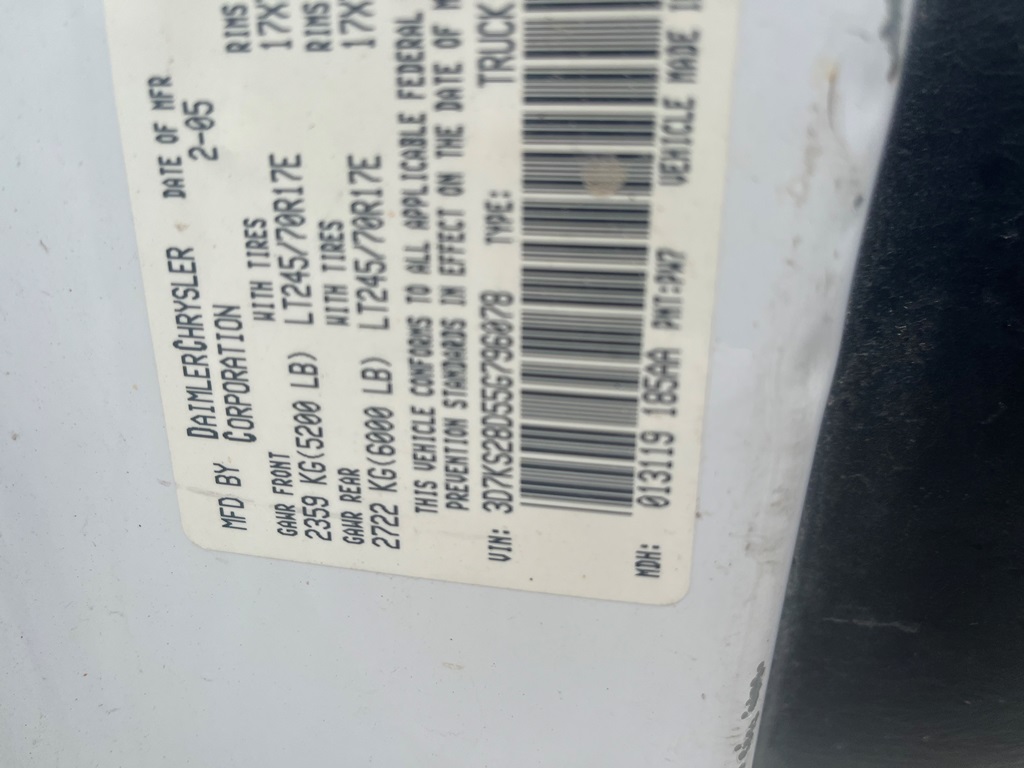 MFD BY DAIMLERCHRYSLER DATE OF MFR RIMS
CORPORATION 2-05 17X
GAWR FRONT WITH TIRES RIMS
2359 KG(5200 LB) LT245/70R17E 17X
GAWR REAR WITH TIRES
2722 KG(6000 LB) LT245/70R17E
THIS VEHICLE CONFORMS TO ALL APPLICABLE FEDERAL
PREVENTION STANDARDS IN EFFECT ON THE DATE OF M
VIN: 3D7KS28D55G796078 TYPE: TRUCK
MDH: 013119 185AA PNT:PW7 VEHICLE MADE I